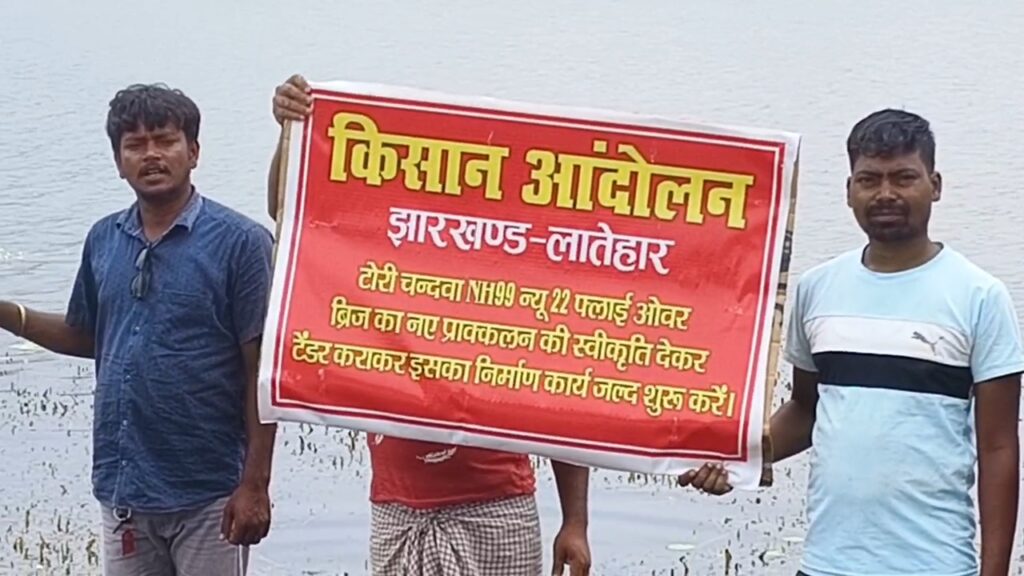 किसान आंदोलन
झारखण्ड-लातेहार
टोरी चन्दवा NH99 न्यू 22 फ्लाई ओवर
ब्रिज का नए प्राक्कलन की स्वीकृति देकर
टेंडर कराकर इसका निर्माण कार्य जल्द शुरू करें।